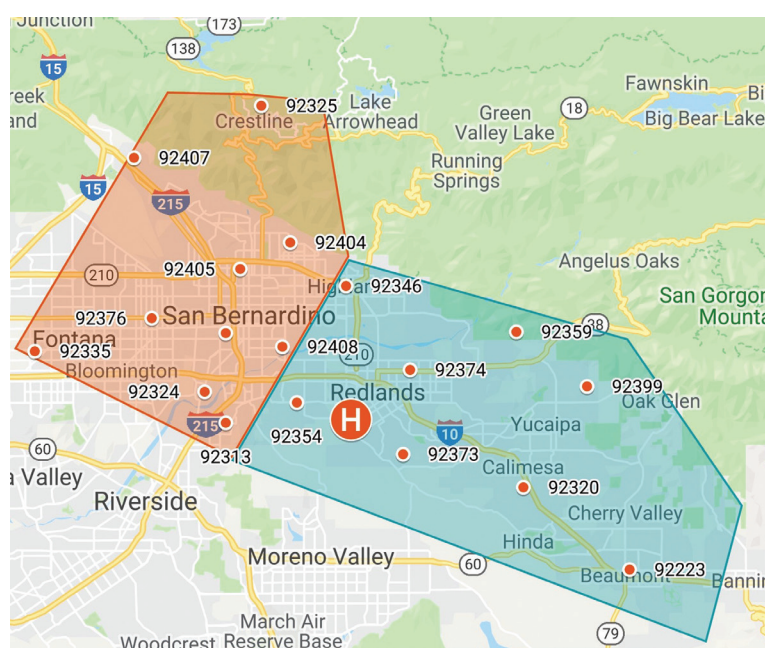 Junction
173
138
15
reek
and
92325
Crestline
Lake
Arrowhead
Green
Valley Lake
18
Fawnskin
Bi
Big Bear Lake
92407
Running
Springs
15
215
92404
92405
210
Angelus Oaks
92346
San Gorgor
Mounta
92376
San Bernardino
92359
38
Fontana
92335
92408
210
Bloomington
92374
92324
Redlands
92399
Oak Glen
215
H
92354
10
Yucaipa
60
92313
92373
Calimesa
a Valley
92320
Riverside
Cherry Valley
Hinda
Moreno Valley
60
Beaumont
92223
Bannin
March Air
Reserve Base
Woodcrest
79